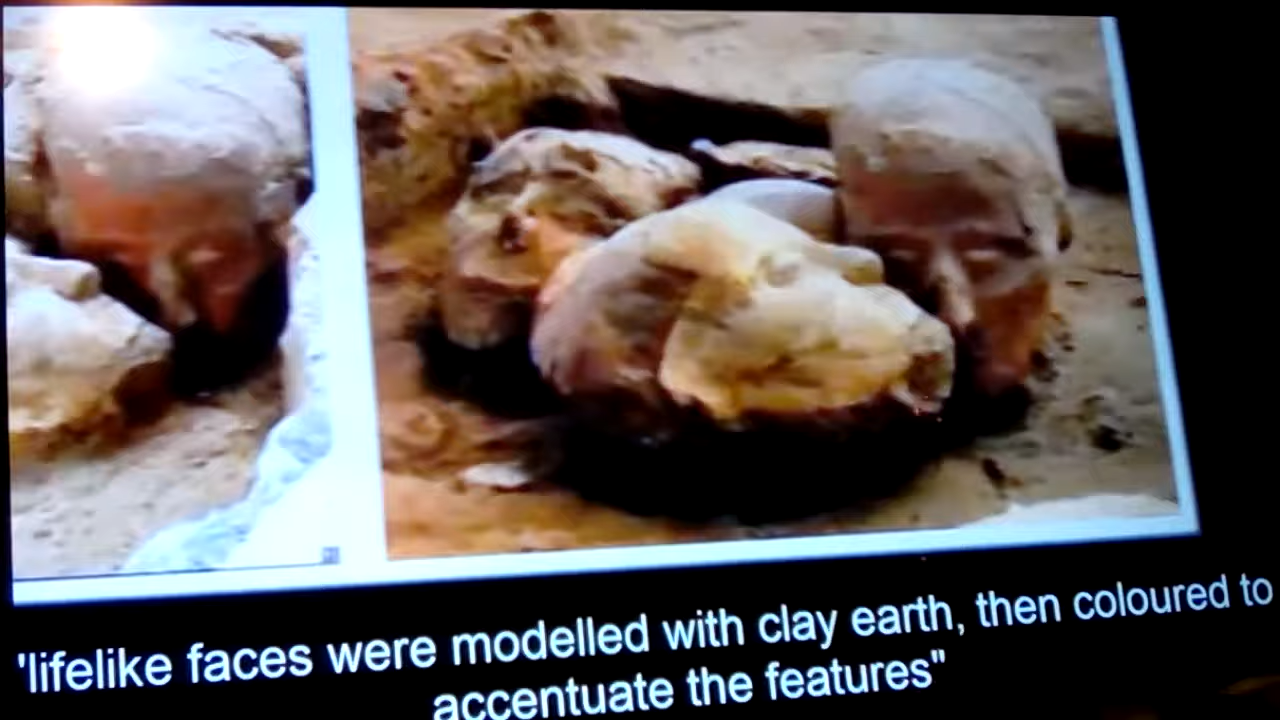 'lifelike faces were modelled with clay earth, then coloured to
accentuate the features"